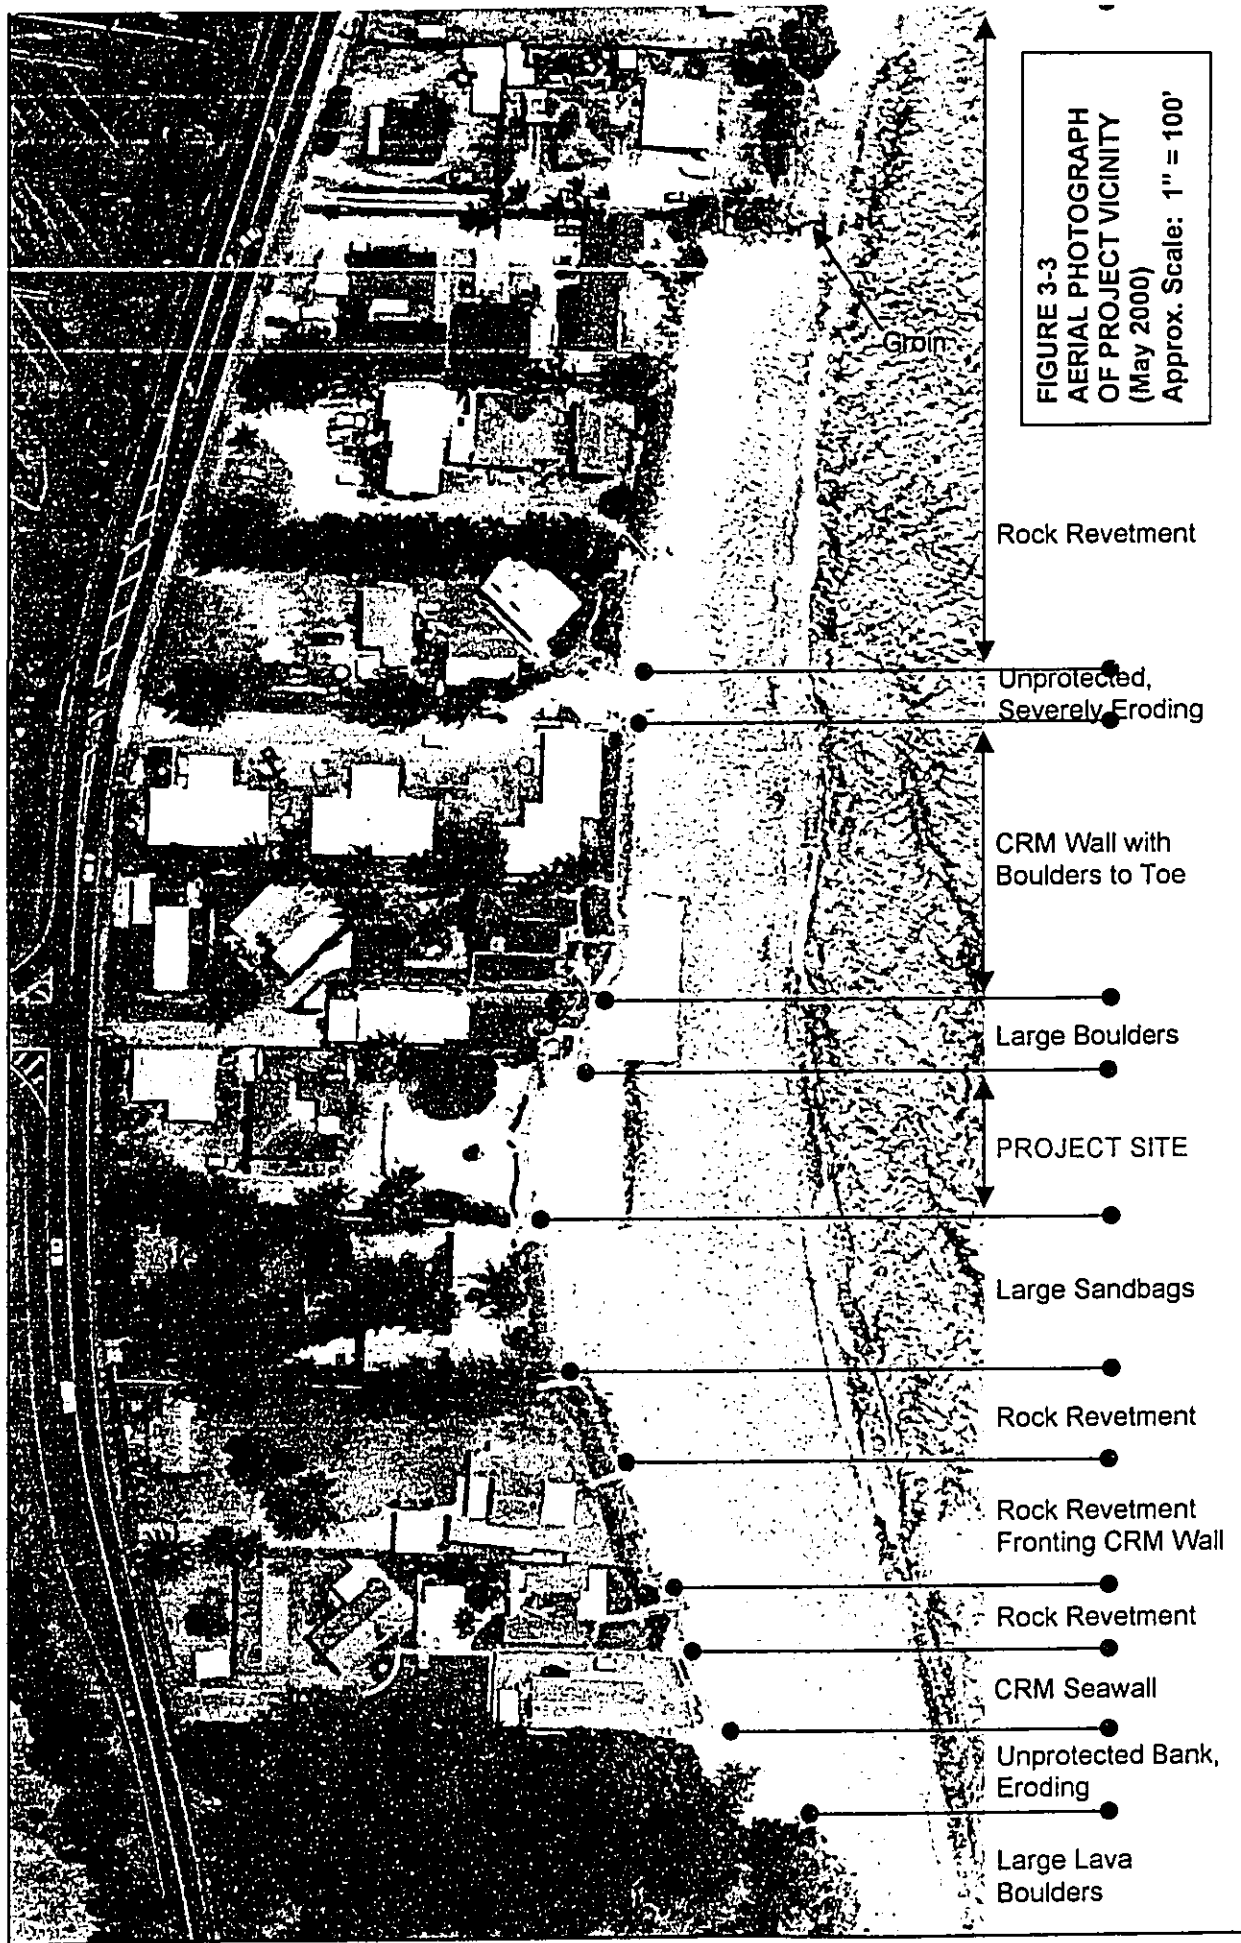 FIGURE 3-3
AERIAL PHOTOGRAPH
OF PROJECT VICINITY
(May 2000)
Approx. Scale: 1" = 100'
Groin
Rock Revetment
Unprotected,
Severely Eroding
CRM Wall with
Boulders to Toe
Large Boulders
PROJECT SITE
Large Sandbags
Rock Revetment
Rock Revetment
Fronting CRM Wall
Rock Revetment
CRM Seawall
Unprotected Bank,
Eroding
Large Lava
Boulders